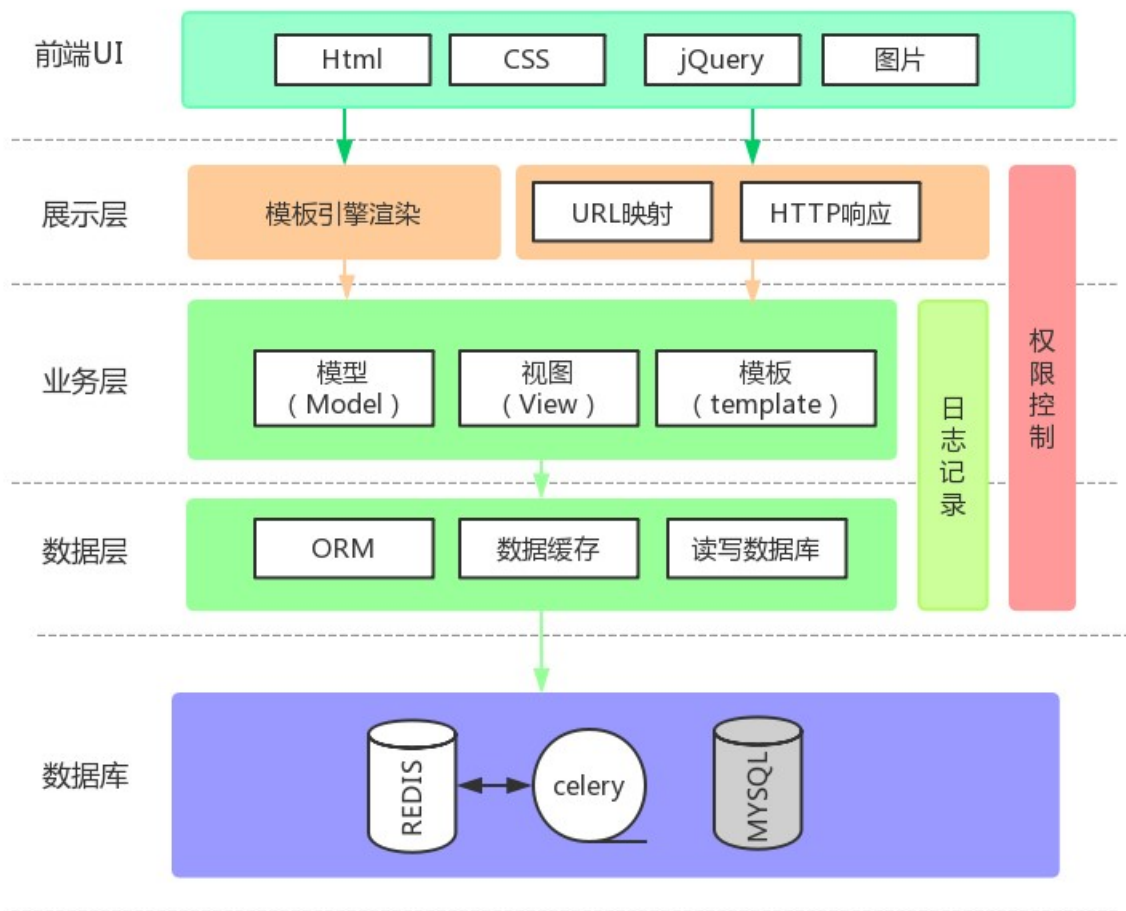 前端UI
Html
CSS
jQuery
图片
展示层
模板引擎渲染
URL映射
HTTP响应
权限控制
业务层
模型
（Model）
视图
（View）
模板
（template）
日志记录
数据层
ORM
数据缓存
读写数据库
数据库
REDIS
celery
MYSQL